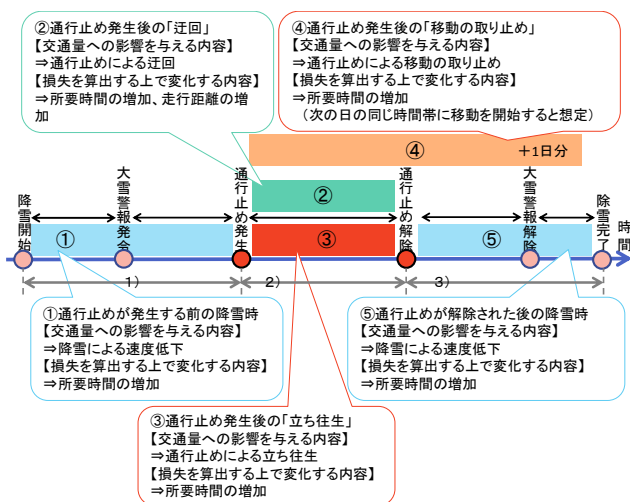 ②通行止め発生後の「迂回」
【交通量への影響を与える内容】
⇒通行止めによる迂回
【損失を算出する上で変化する内容】
⇒所要時間の増加、走行距離の増
加
④通行止め発生後の「移動の取り止め」
【交通量への影響を与える内容】
⇒通行止めによる移動の取り止め
【損失を算出する上で変化する内容】
⇒所要時間の増加
（次の日の同じ時間帯に移動を開始すると想定）
④
＋1日分
②
降雪開始
①
大雪警報発令
通行止め発生
③
通行止め解除
⑤
大雪警報解除
除雪完了
時間
1）
2）
3）
①通行止めが発生する前の降雪時
【交通量への影響を与える内容】
⇒降雪による速度低下
【損失を算出する上で変化する内容】
⇒所要時間の増加
⑤通行止めが解除された後の降雪時
【交通量への影響を与える内容】
⇒降雪による速度低下
【損失を算出する上で変化する内容】
⇒所要時間の増加
③通行止め発生後の「立ち往生」
【交通量への影響を与える内容】
⇒通行止めによる立ち往生
【損失を算出する上で変化する内容】
⇒所要時間の増加